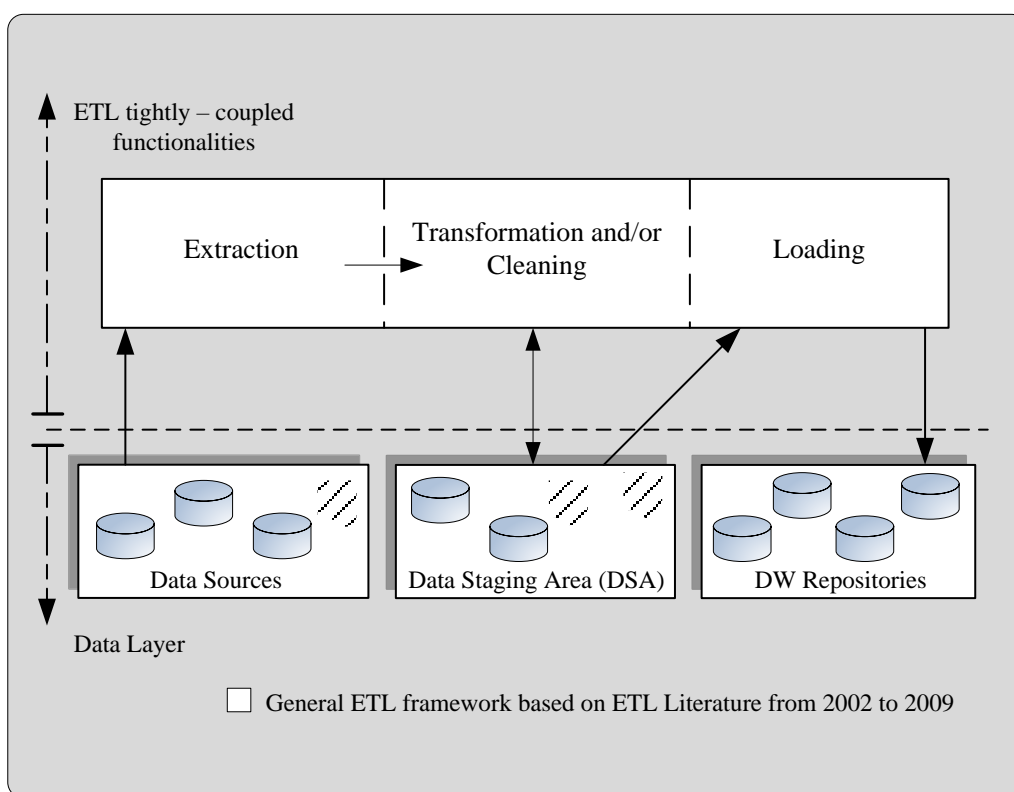 ETL tightly – coupled
functionalities
Extraction
Transformation and/or
Cleaning
Loading
Data Sources
Data Staging Area (DSA)
DW Repositories
Data Layer
General ETL framework based on ETL Literature from 2002 to 2009